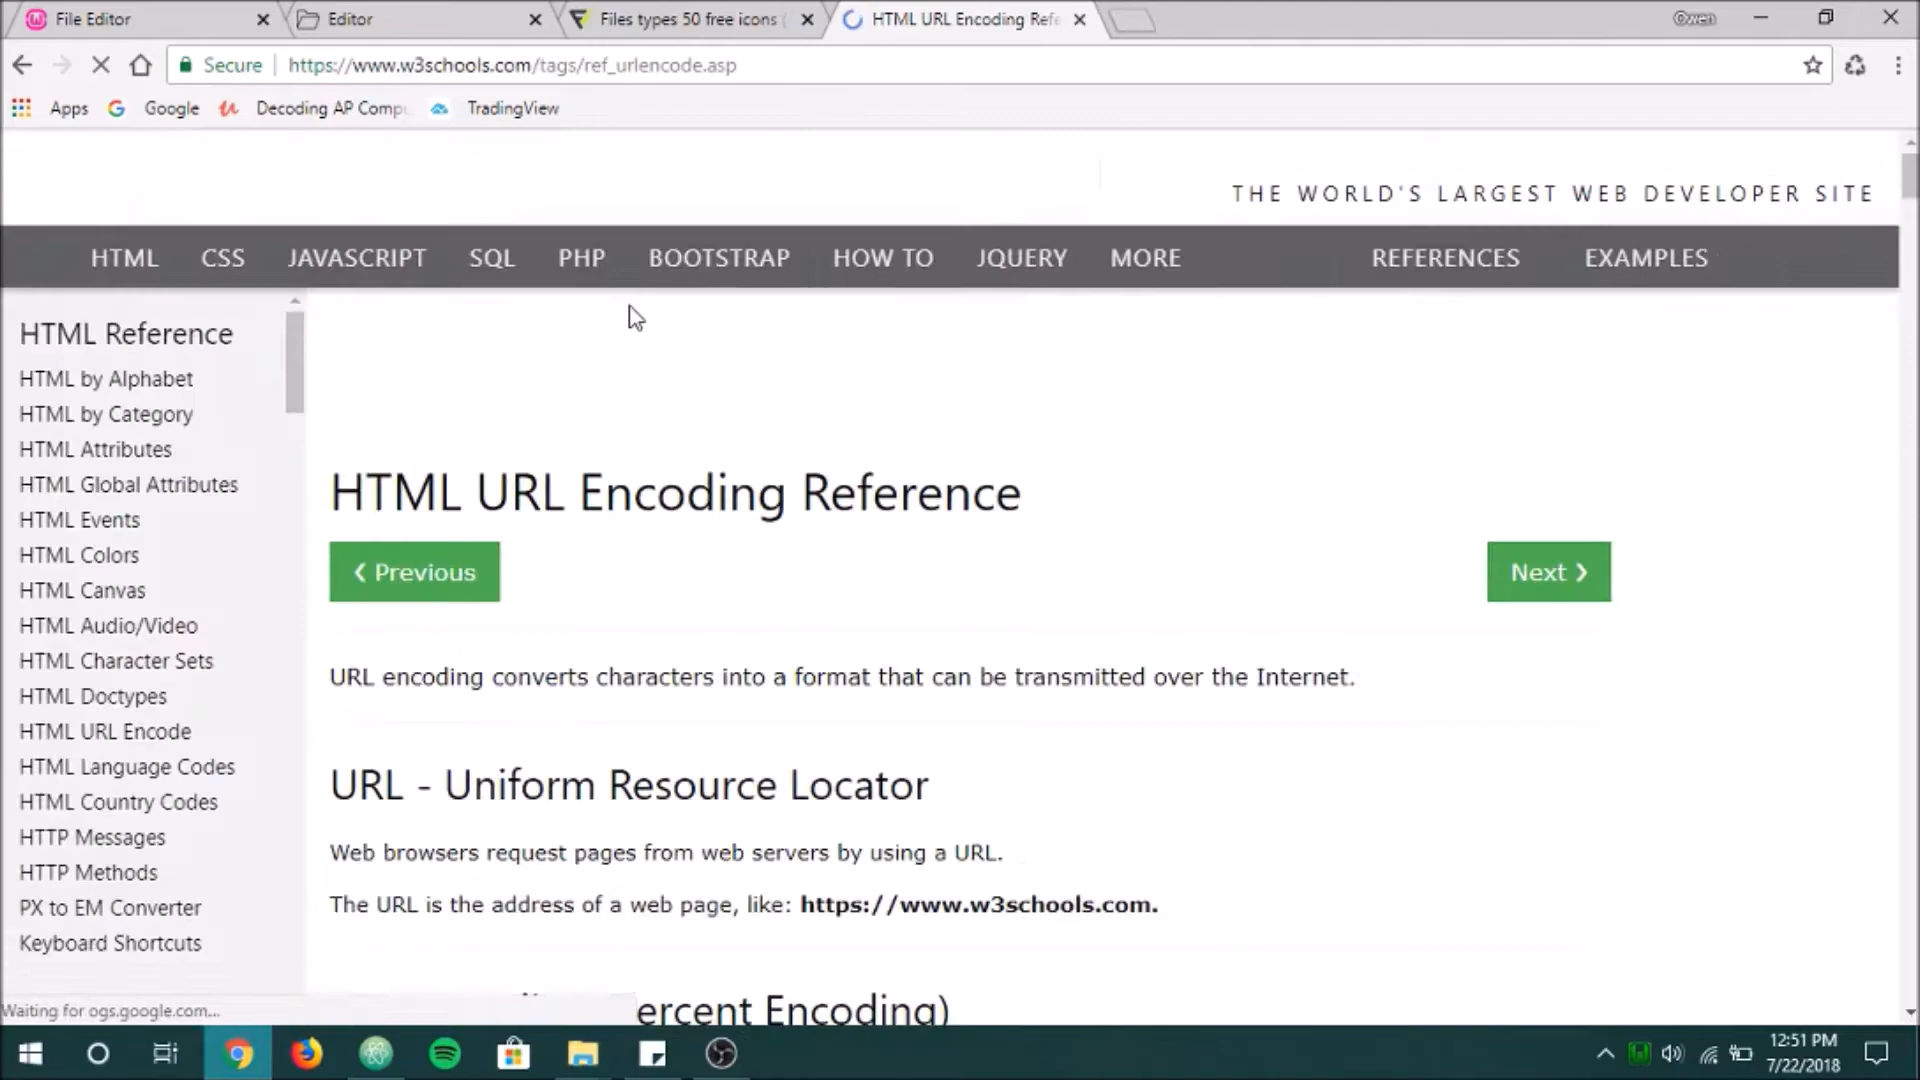 File Editor
Editor
Files types 50 free icons (
HTML URL Encoding Refe
Owen
Secure
https://www.w3schools.com/tags/ref_urlencode.asp
Apps
Google
Decoding AP Comp
TradingView
THE WORLD'S LARGEST WEB DEVELOPER SITE
HTML CSS JAVASCRIPT SQL PHP BOOTSTRAP HOW TO JQUERY MORE REFERENCES EXAMPLES
HTML Reference
HTML by Alphabet
HTML by Category
HTML Attributes
HTML Global Attributes
HTML Events
HTML Colors
HTML Canvas
HTML Audio/Video
HTML Character Sets
HTML Doctypes
HTML URL Encode
HTML Language Codes
HTML Country Codes
HTTP Messages
HTTP Methods
PX to EM Converter
Keyboard Shortcuts
HTML URL Encoding Reference
❮ Previous
Next ❯
URL encoding converts characters into a format that can be transmitted over the Internet.
URL - Uniform Resource Locator
Web browsers request pages from web servers by using a URL.
The URL is the address of a web page, like: https://www.w3schools.com.
ercent Encoding)
Waiting for ogs.google.com...
12:51 PM
7/22/2018